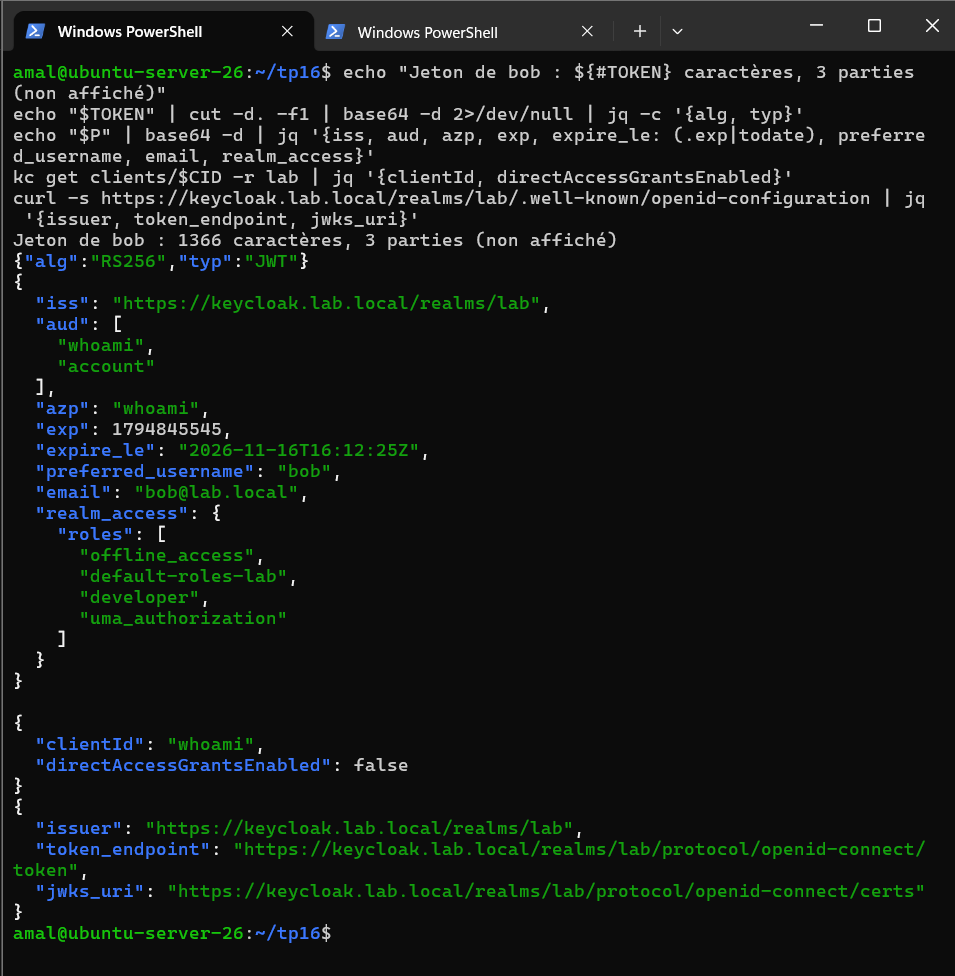 Windows PowerShell
Windows PowerShell
amal@ubuntu-server-26:~/tp16$ echo "Jeton de bob : ${#TOKEN} caractères, 3 parties
(non affiché)"
echo "$TOKEN" | cut -d. -f1 | base64 -d 2>/dev/null | jq -c '{alg, typ}'
echo "$P" | base64 -d | jq '{iss, aud, azp, exp, expire_le: (.exp|todate), preferre
d_username, email, realm_access}'
kc get clients/$CID -r lab | jq '{clientId, directAccessGrantsEnabled}'
curl -s https://keycloak.lab.local/realms/lab/.well-known/openid-configuration | jq
 '{issuer, token_endpoint, jwks_uri}'
Jeton de bob : 1366 caractères, 3 parties (non affiché)
{"alg":"RS256","typ":"JWT"}
{
  "iss": "https://keycloak.lab.local/realms/lab",
  "aud": [
    "whoami",
    "account"
  ],
  "azp": "whoami",
  "exp": 1794845545,
  "expire_le": "2026-11-16T16:12:25Z",
  "preferred_username": "bob",
  "email": "bob@lab.local",
  "realm_access": {
    "roles": [
      "offline_access",
      "default-roles-lab",
      "developer",
      "uma_authorization"
    ]
  }
}
{
  "clientId": "whoami",
  "directAccessGrantsEnabled": false
}
{
  "issuer": "https://keycloak.lab.local/realms/lab",
  "token_endpoint": "https://keycloak.lab.local/realms/lab/protocol/openid-connect/
token",
  "jwks_uri": "https://keycloak.lab.local/realms/lab/protocol/openid-connect/certs"
}
amal@ubuntu-server-26:~/tp16$